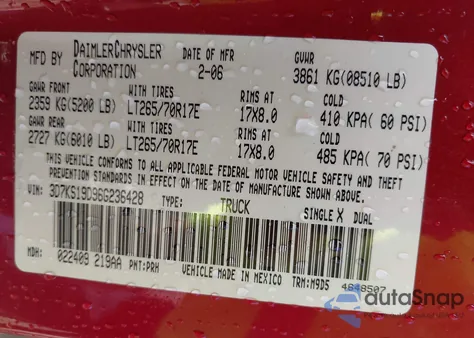 MFD BY DAIMLERCHRYSLER CORPORATION DATE OF MFR 2-06 GVWR 3861 KG(08510 LB)
GAWR FRONT WITH TIRES RIMS AT COLD
2359 KG(5200 LB) LT265/70R17E 17X8.0 410 KPA( 60 PSI)
GAWR REAR WITH TIRES RIMS AT COLD
2727 KG(6010 LB) LT265/70R17E 17X8.0 485 KPA( 70 PSI)
THIS VEHICLE CONFORMS TO ALL APPLICABLE FEDERAL MOTOR VEHICLE SAFETY AND THEFT
PREVENTION STANDARDS IN EFFECT ON THE DATE OF MANUFACTURE SHOWN ABOVE.
VIN: 3D7KS19D96G236428 TYPE: TRUCK SINGLE X DUAL
MDH: 022409 219AA PNT:PRH VEHICLE MADE IN MEXICO TRM:M9D5 4648507
autoSnap